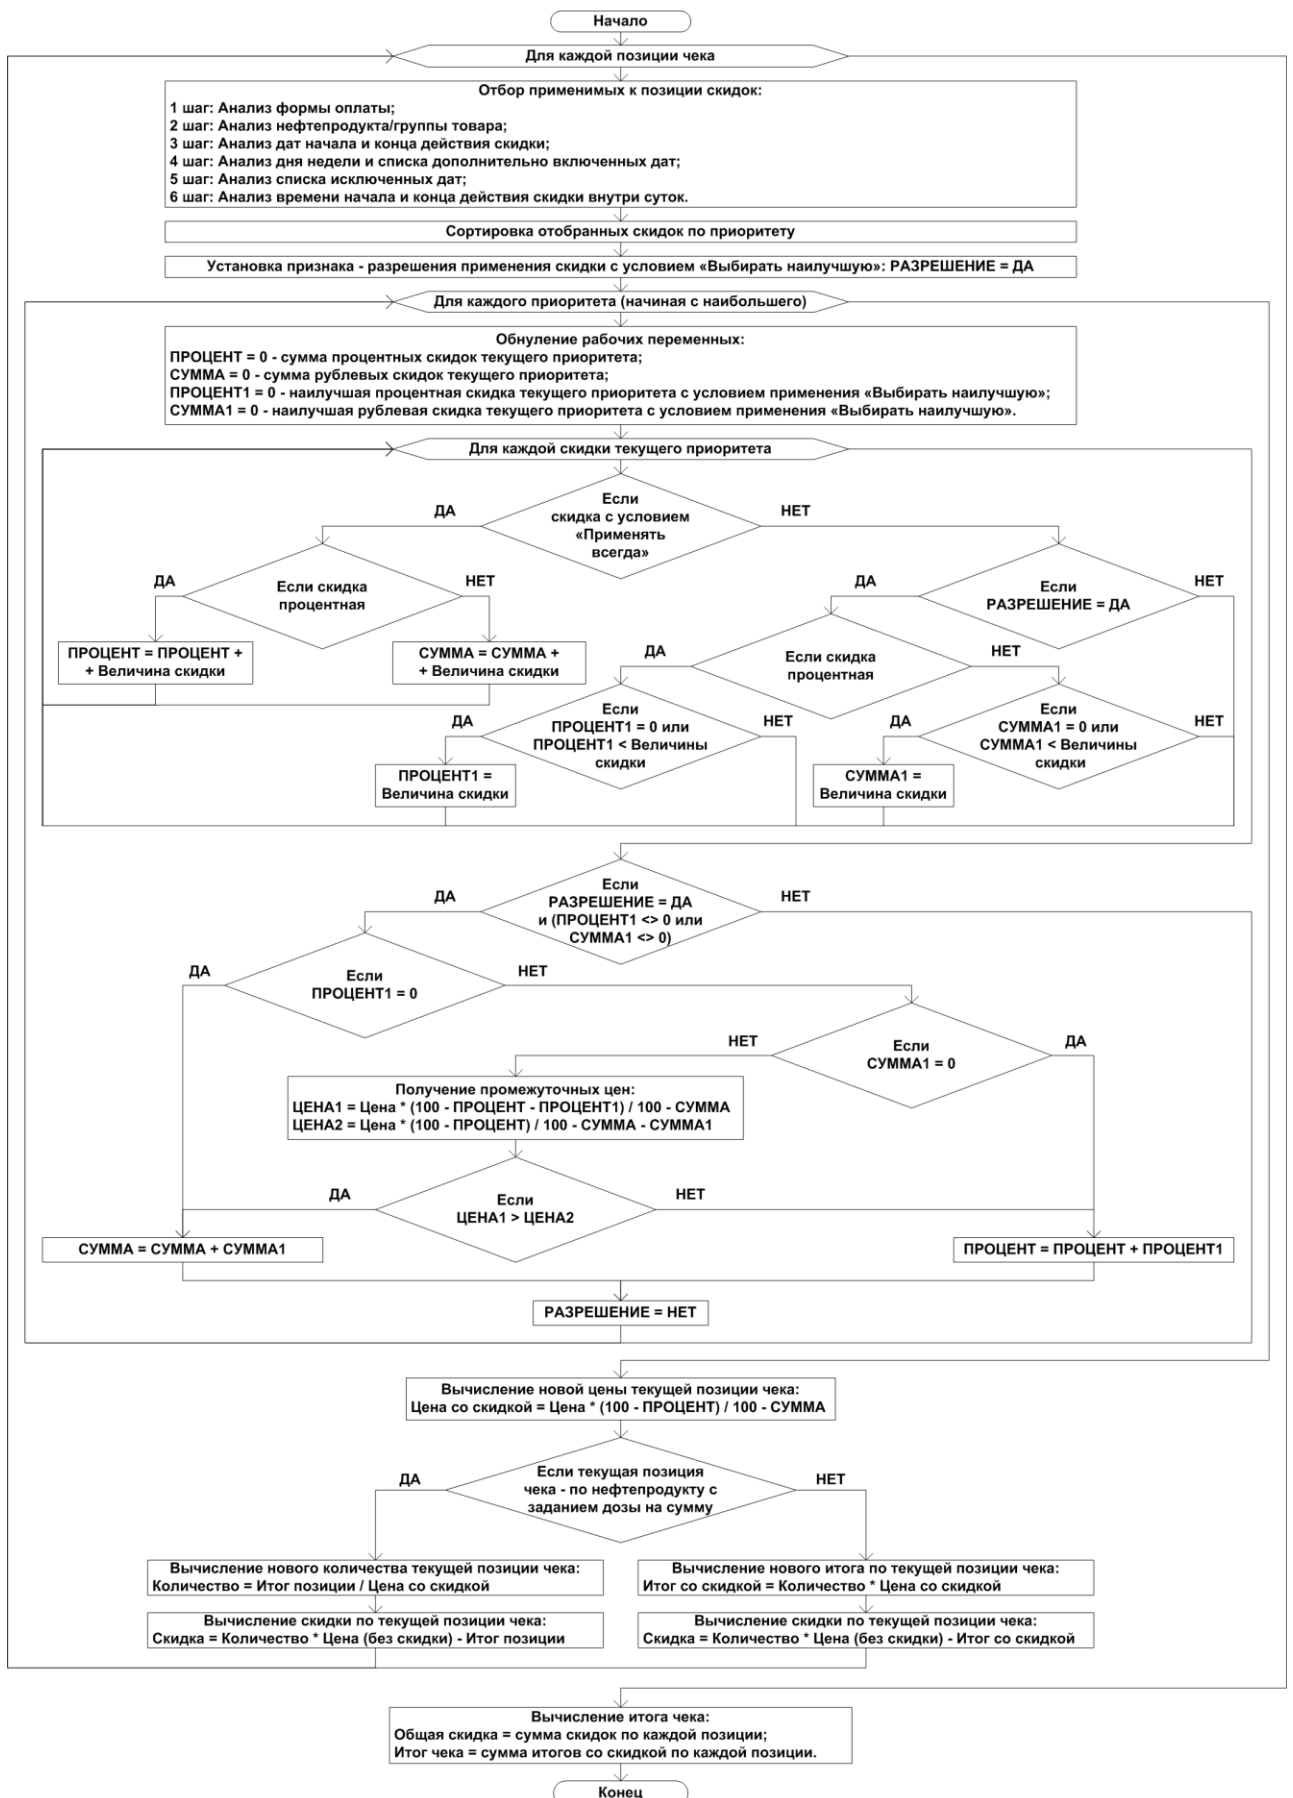 Начало
Для каждой позиции чека
Отбор применимых к позиции скидок:
1 шаг: Анализ формы оплаты;
2 шаг: Анализ нефтепродукта/группы товара;
3 шаг: Анализ дат начала и конца действия скидки;
4 шаг: Анализ дня недели и списка дополнительно включенных дат;
5 шаг: Анализ списка исключенных дат;
6 шаг: Анализ времени начала и конца действия скидки внутри суток.
Сортировка отобранных скидок по приоритету
Установка признака - разрешения применения скидки с условием «Выбирать наилучшую»: РАЗРЕШЕНИЕ = ДА
Для каждого приоритета (начиная с наибольшего)
Обнуление рабочих переменных:
ПРОЦЕНТ = 0 - сумма процентных скидок текущего приоритета;
СУММА = 0 - сумма рублевых скидок текущего приоритета;
ПРОЦЕНТ1 = 0 - наилучшая процентная скидка текущего приоритета с условием применения «Выбирать наилучшую»;
СУММА1 = 0 - наилучшая рублевая скидка текущего приоритета с условием применения «Выбирать наилучшую».
Для каждой скидки текущего приоритета
ДА
Если
скидка с условием
«Применять
всегда»
НЕТ
ДА
Если скидка
процентная
НЕТ
ДА
Если
РАЗРЕШЕНИЕ = ДА
НЕТ
ПРОЦЕНТ = ПРОЦЕНТ +
+ Величина скидки
СУММА = СУММА +
+ Величина скидки
ДА
Если скидка
процентная
НЕТ
ДА
Если
ПРОЦЕНТ1 = 0 или
ПРОЦЕНТ1 < Величины
скидки
НЕТ
ДА
Если
СУММА1 = 0 или
СУММА1 < Величины
скидки
НЕТ
ПРОЦЕНТ1 =
Величина скидки
СУММА1 =
Величина скидки
ДА
Если
РАЗРЕШЕНИЕ = ДА
и (ПРОЦЕНТ1 <> 0 или
СУММА1 <> 0)
НЕТ
ДА
Если
ПРОЦЕНТ1 = 0
НЕТ
НЕТ
Если
СУММА1 = 0
ДА
Получение промежуточных цен:
ЦЕНА1 = Цена * (100 - ПРОЦЕНТ - ПРОЦЕНТ1) / 100 - СУММА
ЦЕНА2 = Цена * (100 - ПРОЦЕНТ) / 100 - СУММА - СУММА1
ДА
Если
ЦЕНА1 > ЦЕНА2
НЕТ
СУММА = СУММА + СУММА1
ПРОЦЕНТ = ПРОЦЕНТ + ПРОЦЕНТ1
РАЗРЕШЕНИЕ = НЕТ
Вычисление новой цены текущей позиции чека:
Цена со скидкой = Цена * (100 - ПРОЦЕНТ) / 100 - СУММА
ДА
Если текущая позиция
чека - по нефтепродукту с
заданием дозы на сумму
НЕТ
Вычисление нового количества текущей позиции чека:
Количество = Итог позиции / Цена со скидкой
Вычисление нового итога по текущей позиции чека:
Итог со скидкой = Количество * Цена со скидкой
Вычисление скидки по текущей позиции чека:
Скидка = Количество * Цена (без скидки) - Итог позиции
Вычисление скидки по текущей позиции чека:
Скидка = Количество * Цена (без скидки) - Итог со скидкой
Вычисление итога чека:
Общая скидка = сумма скидок по каждой позиции;
Итог чека = сумма итогов со скидкой по каждой позиции.
Конец